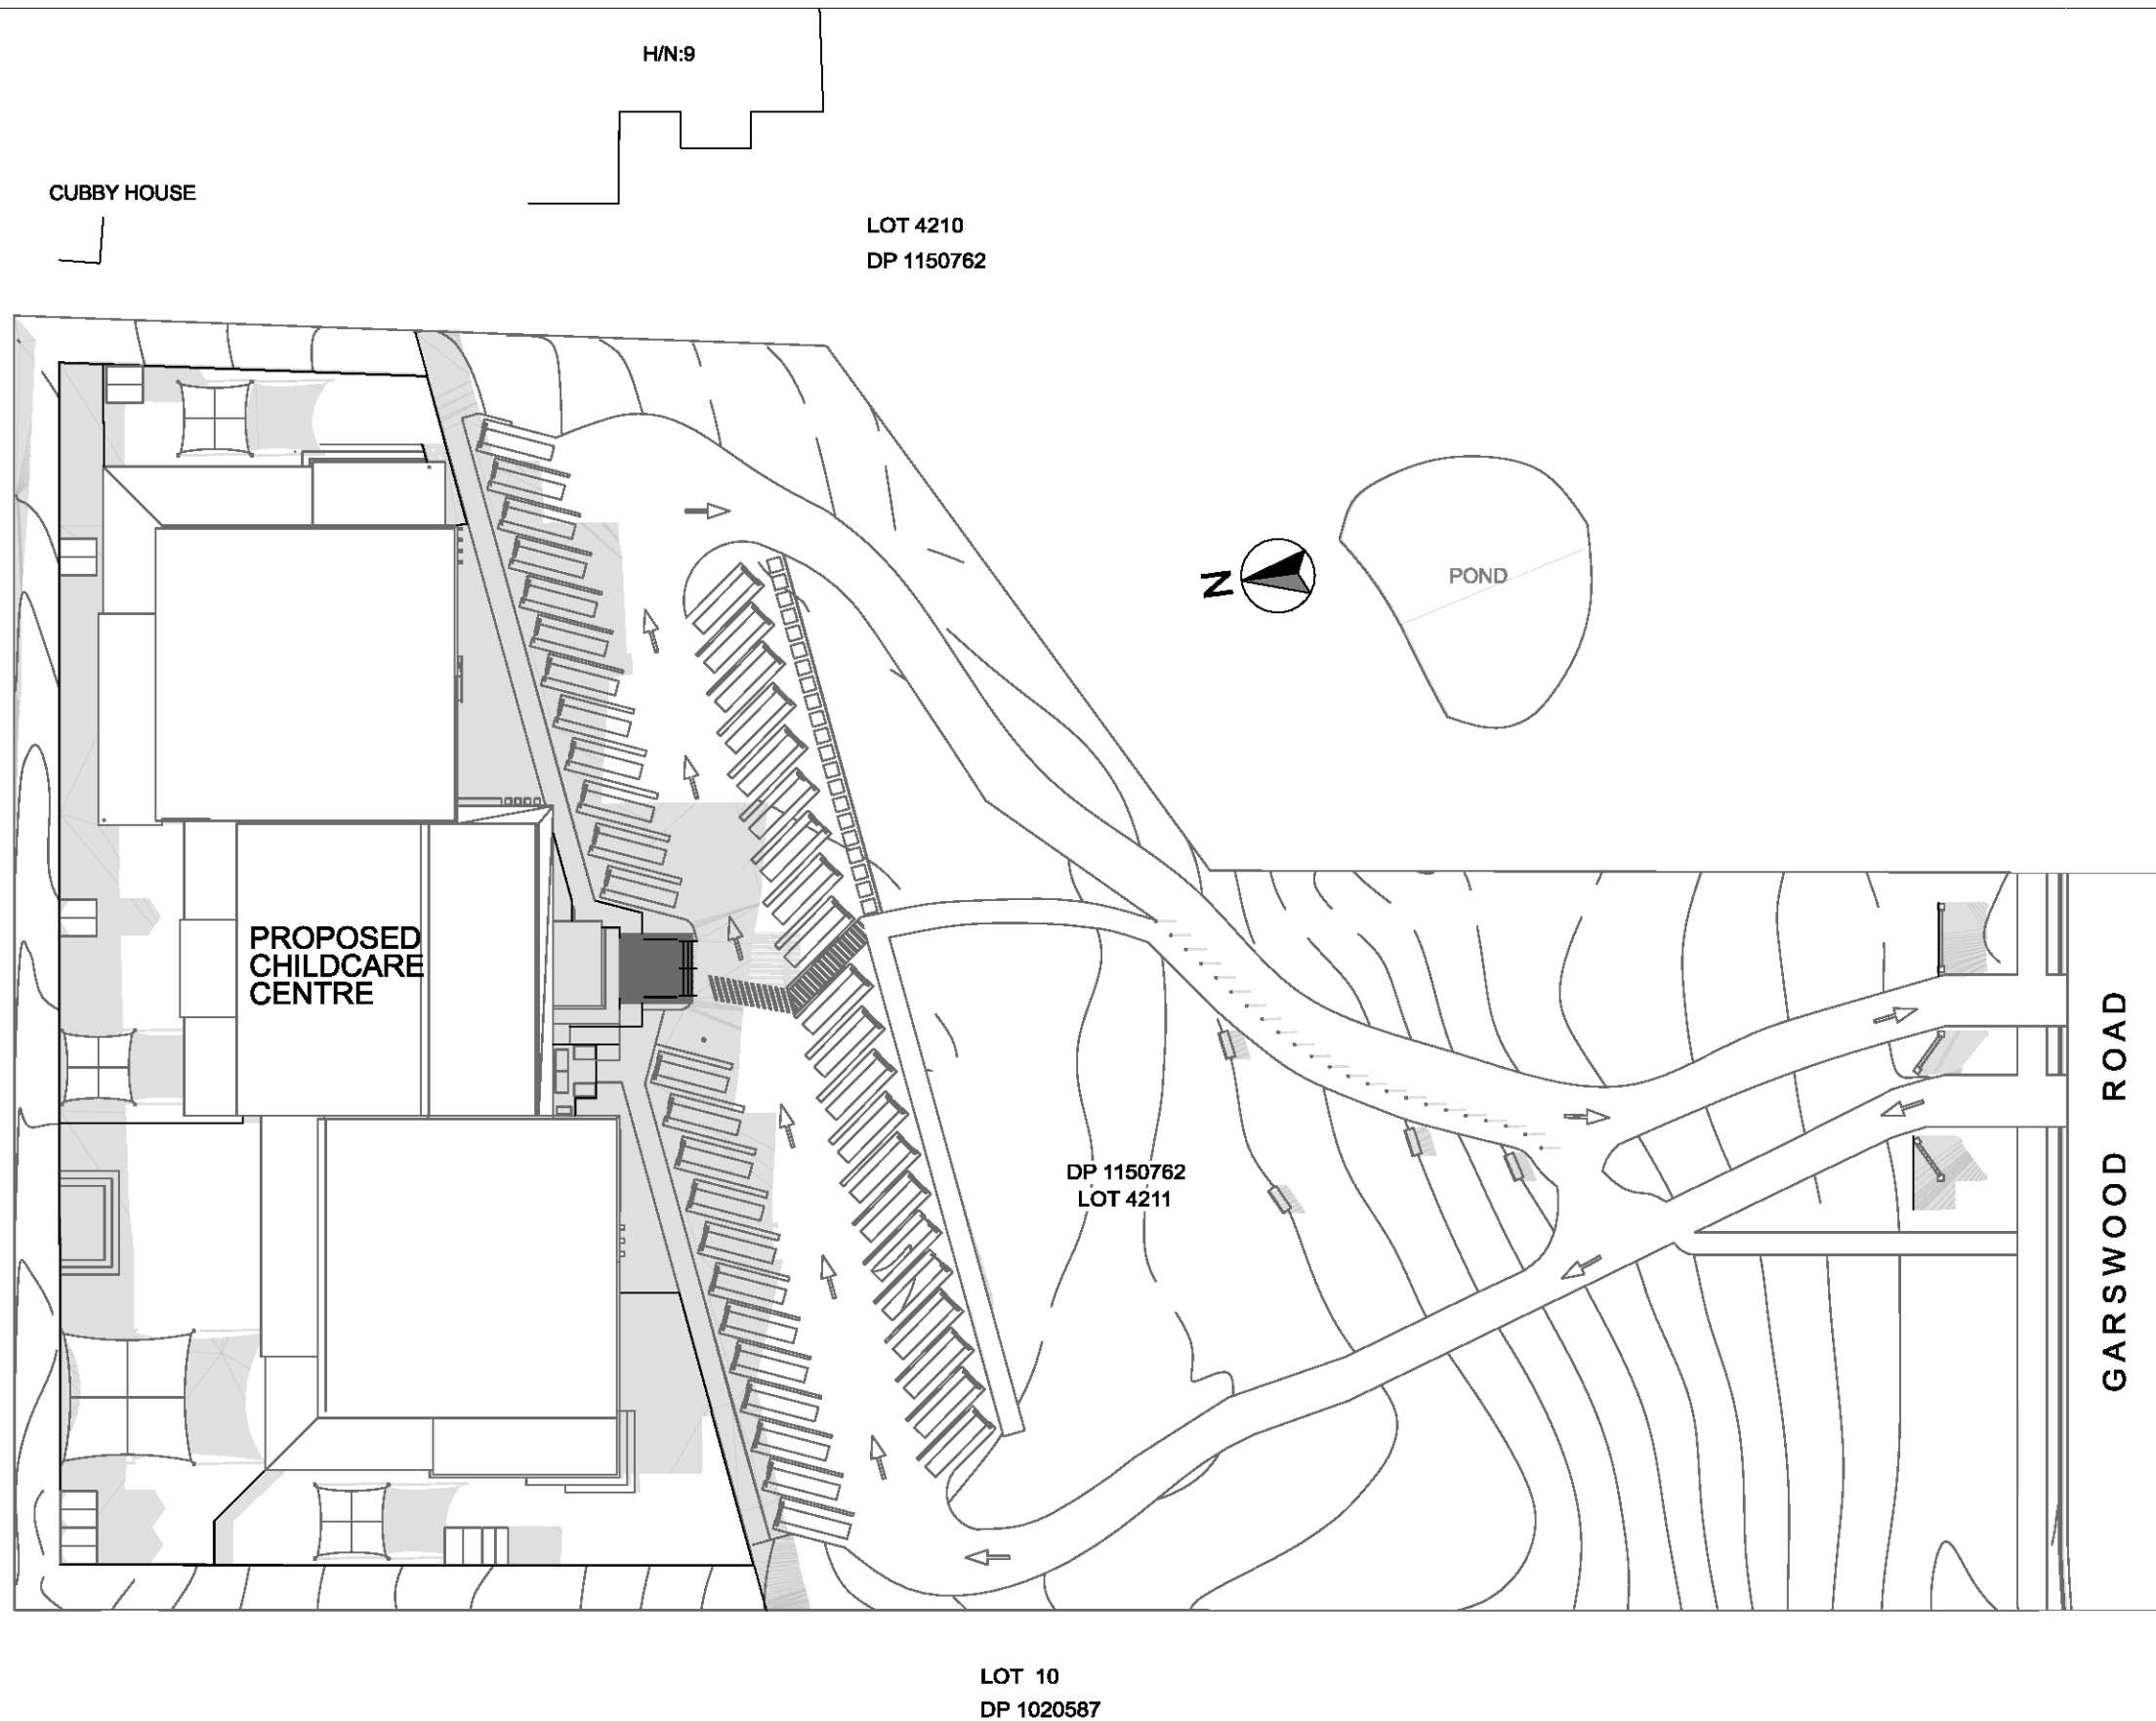 H/N:9
CUBBY HOUSE
LOT 4210
DP 1150762
N
POND
PROPOSED
CHILDCARE
CENTRE
DP 1150762
LOT 4211
GARSWOOD ROAD
LOT 10
DP 1020587